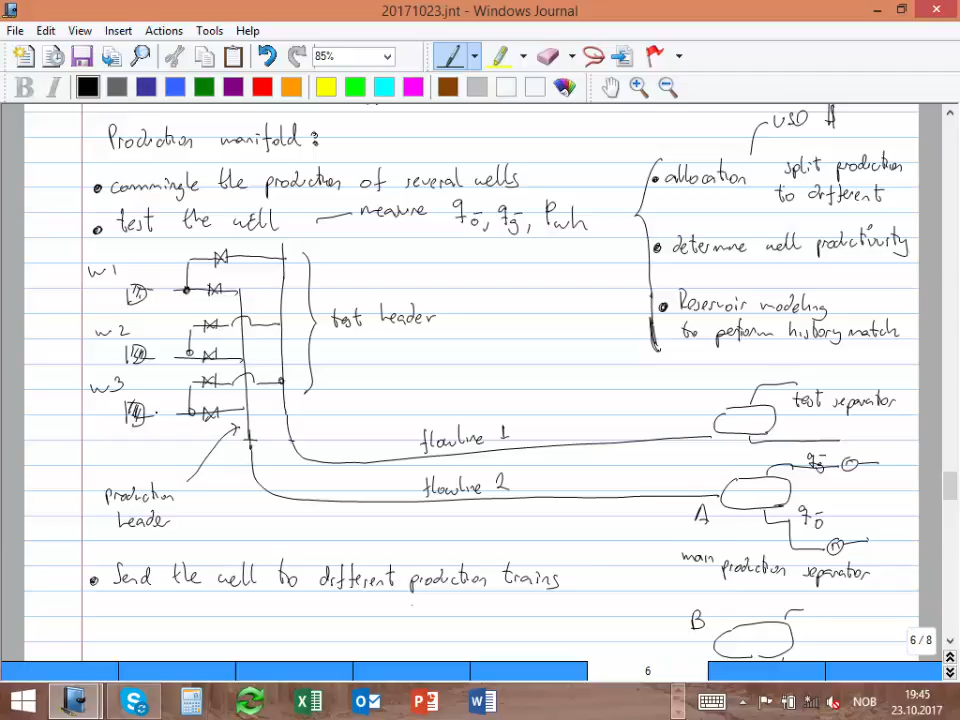 20171023.jnt - Windows Journal
File Edit View Insert Actions Tools Help
85%
B I
USD $
Production manifold:
• commingle the production of several wells
• test the well — measure qō, qḡ, Pwh
• allocation split production
to different
• determine well productivity
• Reservoir modeling
to perform history match
W1
W2
W3
test header
test separator
flowline 1
flowline 2
production
header
A
qḡ
qō
main production separator
• Send the well to different production trains
B
6 / 8
6
NOB
19:45
23.10.2017